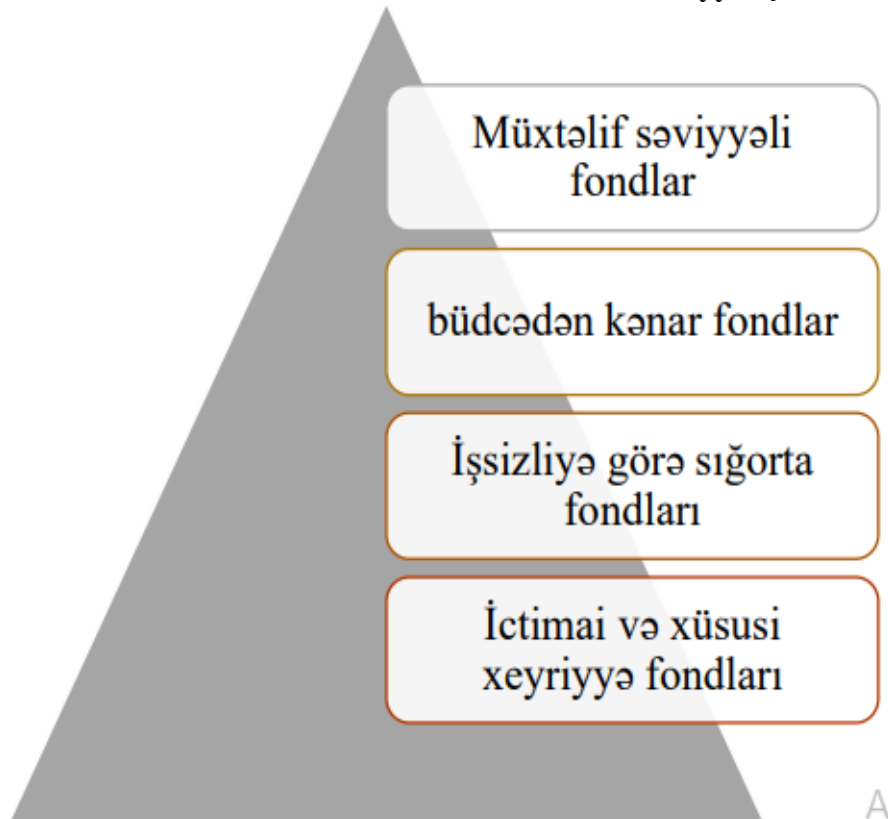 Müxtəlif səviyyəli
fondlar
büdcədən kənar fondlar
İşsizliyə görə sığorta
fondları
İctimai və xüsusi
xeyriyyə fondları
A